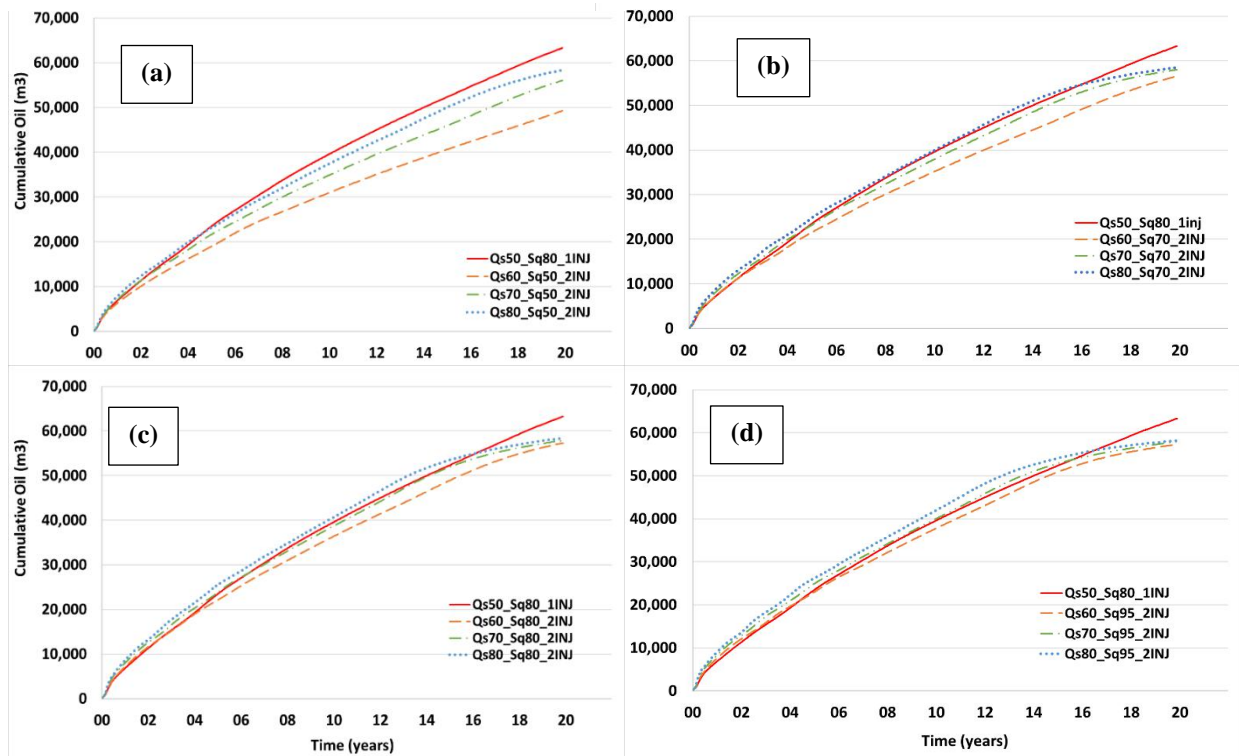 (a)
Cumulative Oil (m3)
70,000
60,000
50,000
40,000
30,000
20,000
10,000
0
00 02 04 06 08 10 12 14 16 18 20
Qs50_Sq80_1INJ
Qs60_Sq50_2INJ
Qs70_Sq50_2INJ
Qs80_Sq50_2INJ
(b)
70,000
60,000
50,000
40,000
30,000
20,000
10,000
0
00 02 04 06 08 10 12 14 16 18 20
Qs50_Sq80_1inj
Qs60_Sq70_2INJ
Qs70_Sq70_2INJ
Qs80_Sq70_2INJ
(c)
Cumulative Oil (m3)
70,000
60,000
50,000
40,000
30,000
20,000
10,000
0
00 02 04 06 08 10 12 14 16 18 20
Time (years)
Qs50_Sq80_1INJ
Qs60_Sq80_2INJ
Qs70_Sq80_2INJ
Qs80_Sq80_2INJ
(d)
70,000
60,000
50,000
40,000
30,000
20,000
10,000
0
00 02 04 06 08 10 12 14 16 18 20
Time (years)
Qs50_Sq80_1INJ
Qs60_Sq95_2INJ
Qs70_Sq95_2INJ
Qs80_Sq95_2INJ